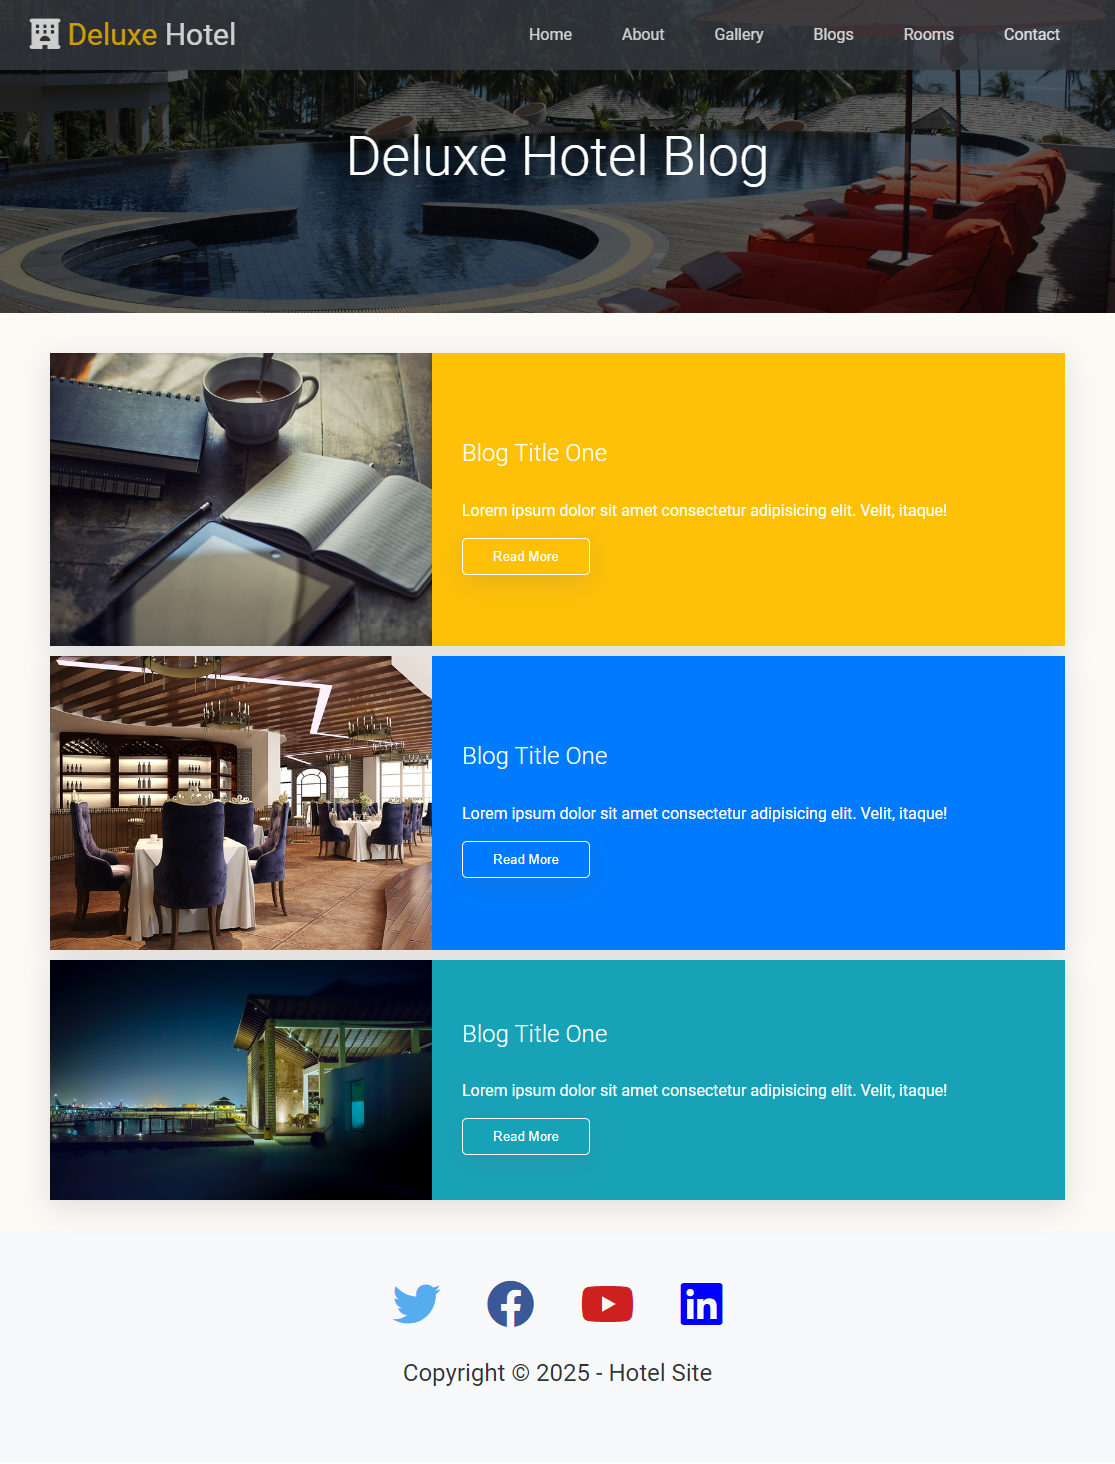 Deluxe Hotel
Home About Gallery Blogs Rooms Contact
Deluxe Hotel Blog
Blog Title One
Lorem ipsum dolor sit amet consectetur adipisicing elit. Velit, itaque!
Read More
Blog Title One
Lorem ipsum dolor sit amet consectetur adipisicing elit. Velit, itaque!
Read More
Blog Title One
Lorem ipsum dolor sit amet consectetur adipisicing elit. Velit, itaque!
Read More
Copyright © 2025 - Hotel Site